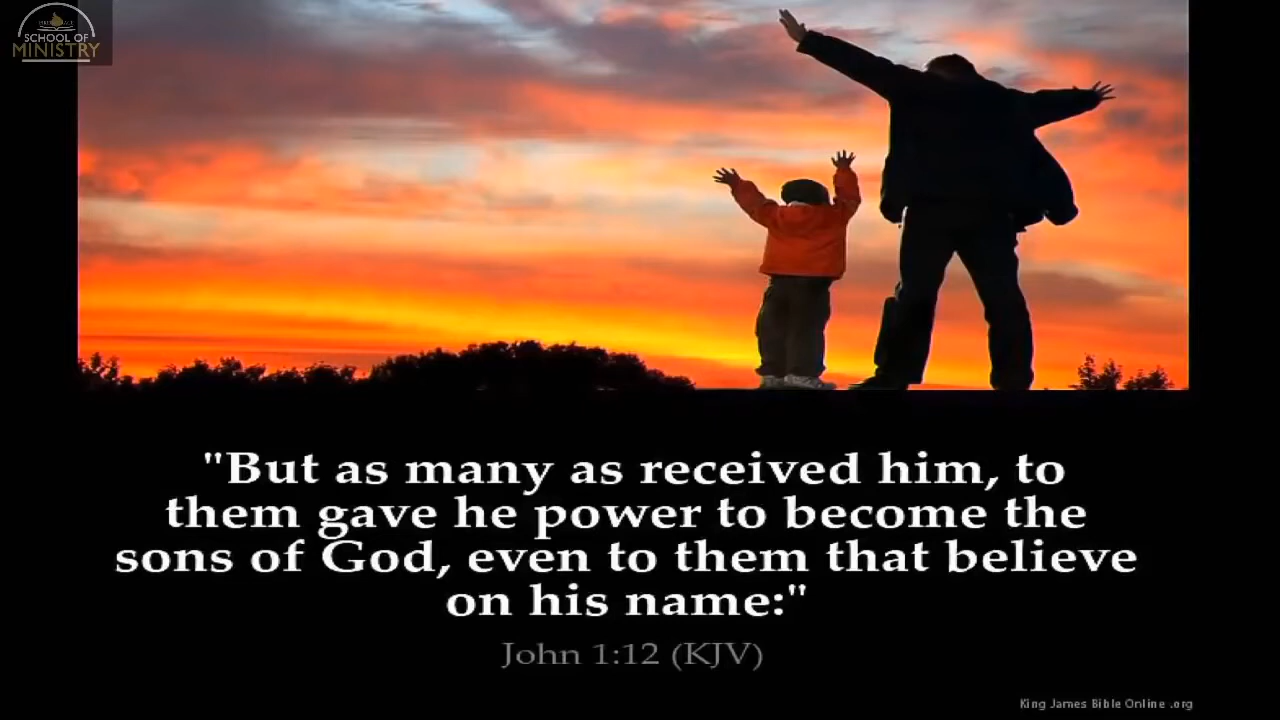 SCHOOL OF
MINISTRY
"But as many as received him, to
them gave he power to become the
sons of God, even to them that believe
on his name:"
John 1:12 (KJV)
King James Bible Online .org